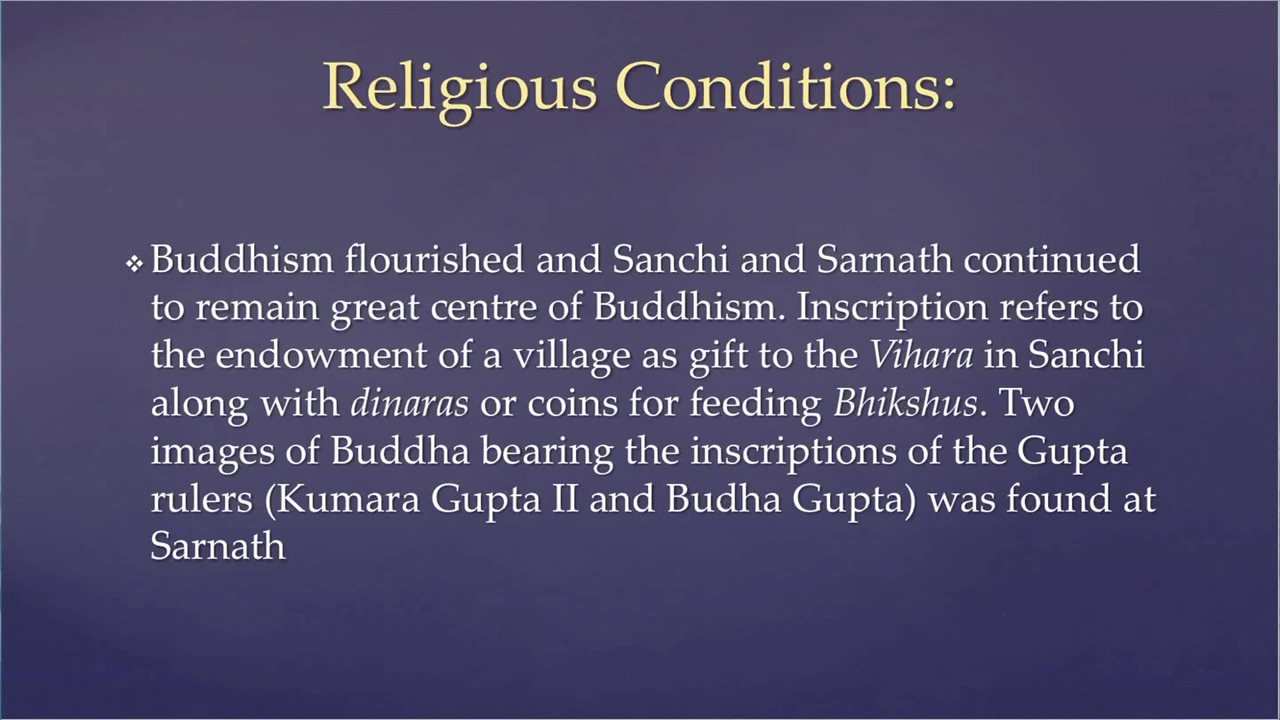 Religious Conditions:
❖ Buddhism flourished and Sanchi and Sarnath continued
to remain great centre of Buddhism. Inscription refers to
the endowment of a village as gift to the Vihara in Sanchi
along with dinaras or coins for feeding Bhikshus. Two
images of Buddha bearing the inscriptions of the Gupta
rulers (Kumara Gupta II and Budha Gupta) was found at
Sarnath